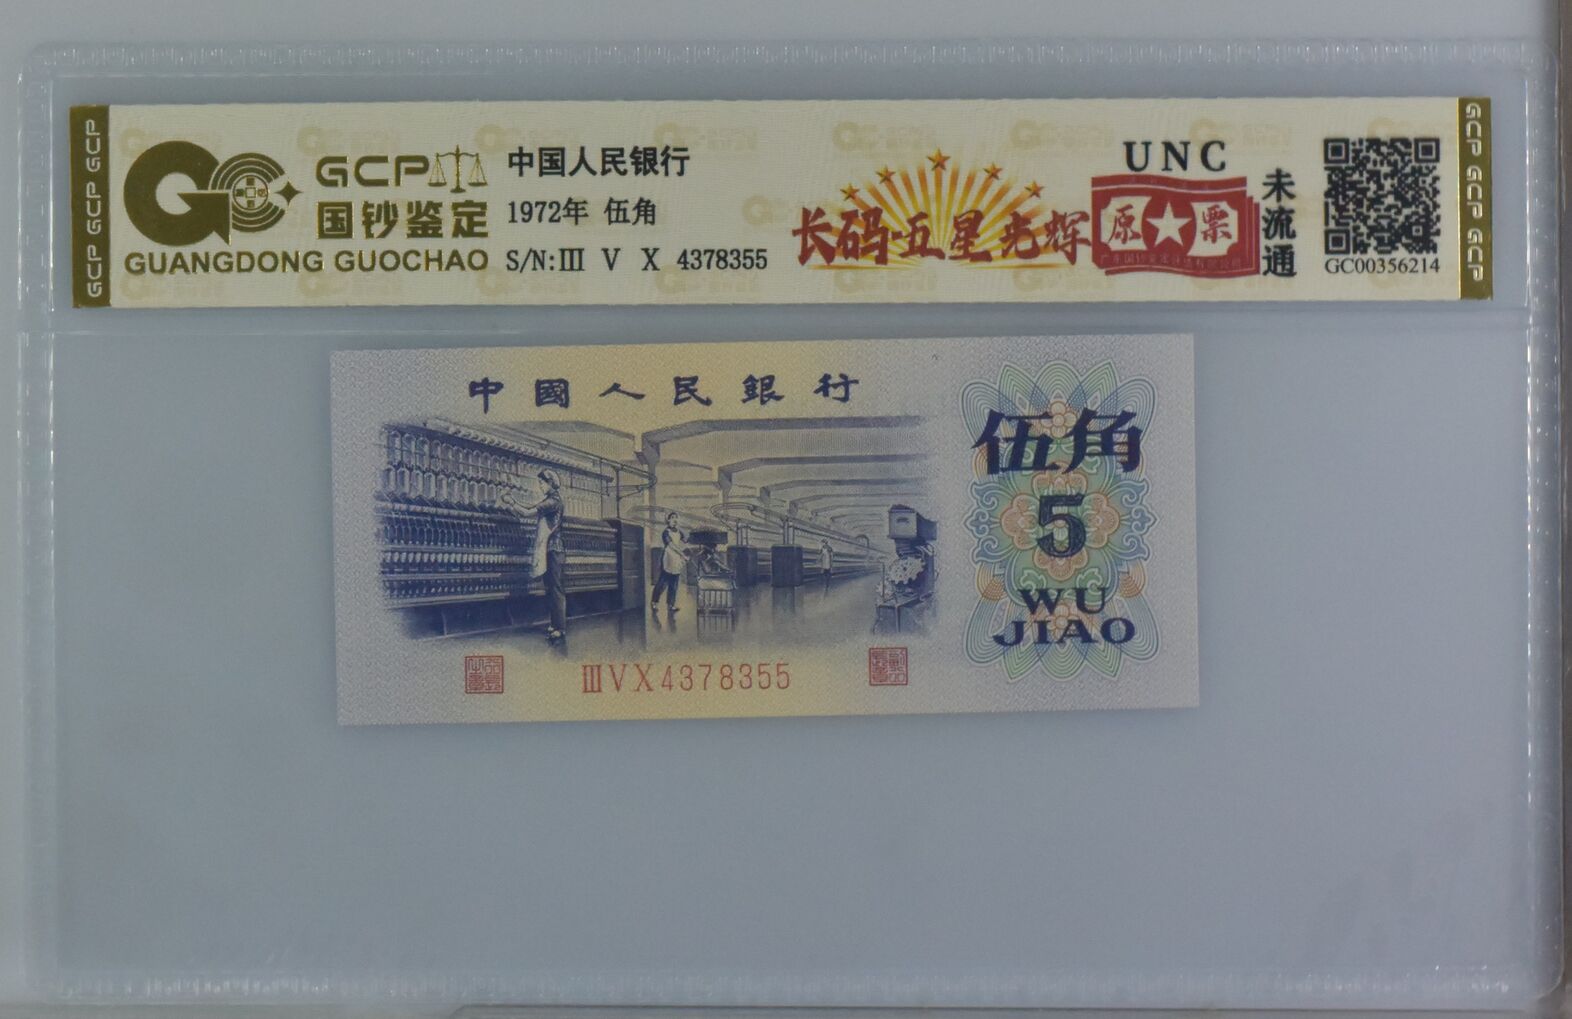 GCP GCP GCP
GCP
国钞鉴定
GUANGDONG GUOCHAO
中国人民银行
1972年 伍角
S/N:Ⅲ V X 4378355
长码五星光辉
UNC
原★票
未流通
GC00356214
GCP GCP GCP
中國人民銀行
伍角
5
WU
JIAO
ⅢVX4378355